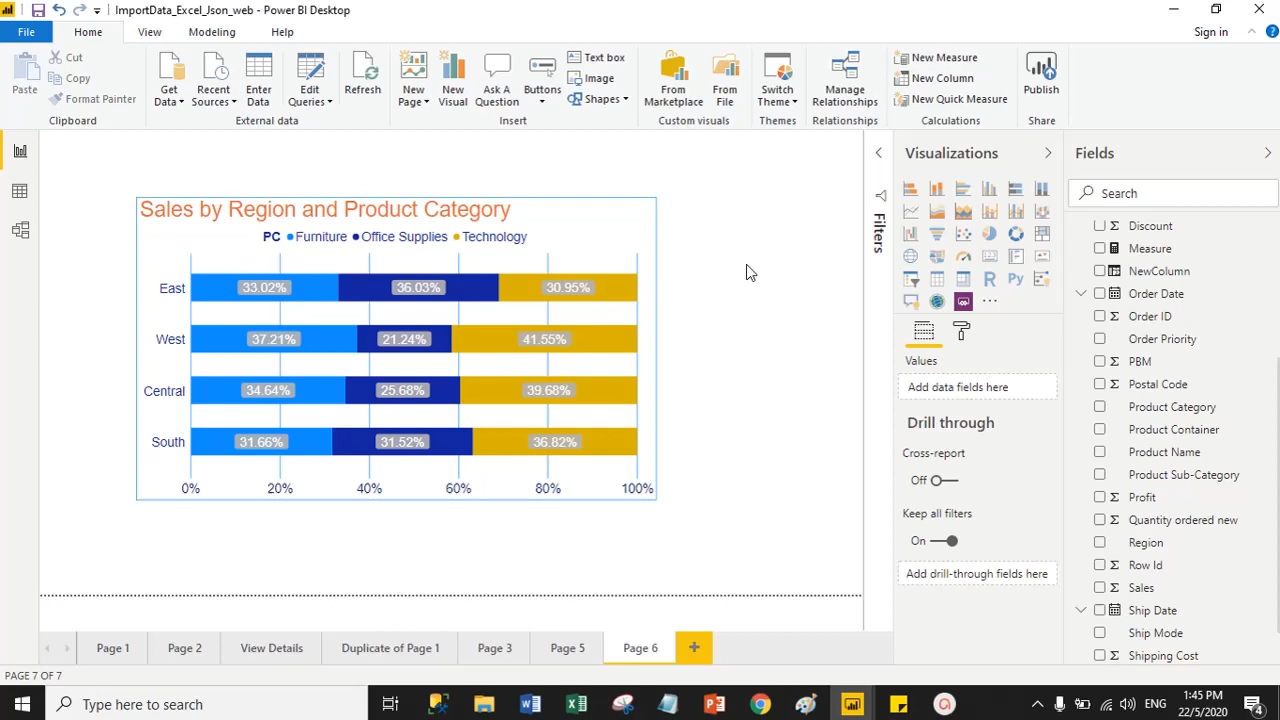 ImportData_Excel_Json_web - Power BI Desktop
File Home View Modeling Help Sign in
Paste Cut Copy Format Painter Clipboard
Get Data Recent Sources Enter Data Edit Queries Refresh External data
New Page New Visual Ask A Question Buttons Text box Image Shapes Insert
From Marketplace From File Custom visuals
Switch Theme Themes
Manage Relationships Relationships
New Measure New Column New Quick Measure Calculations
Publish Share
Sales by Region and Product Category
PC Furniture Office Supplies Technology
East 33.02% 36.03% 30.95%
West 37.21% 21.24% 41.55%
Central 34.64% 25.68% 39.68%
South 31.66% 31.52% 36.82%
0% 20% 40% 60% 80% 100%
Filters
Visualizations
R Py
Values
Add data fields here
Drill through
Cross-report
Off
Keep all filters
On
Add drill-through fields here
Fields
Search
Discount
Measure
NewColumn
Order Date
Order ID
Order Priority
PBM
Postal Code
Product Category
Product Container
Product Name
Product Sub-Category
Profit
Quantity ordered new
Region
Row Id
Sales
Ship Date
Ship Mode
Shipping Cost
Page 1 Page 2 View Details Duplicate of Page 1 Page 3 Page 5 Page 6
PAGE 7 OF 7
Type here to search
ENG
1:45 PM
22/5/2020
4